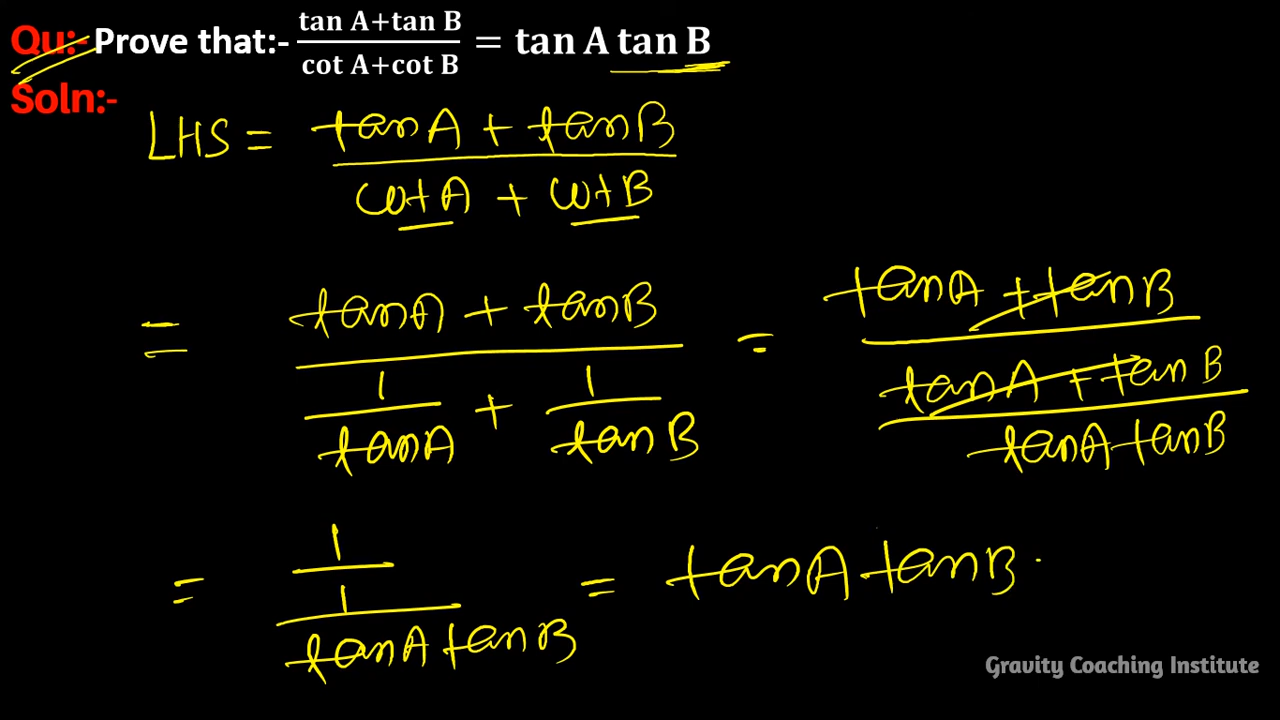 Qu:- Prove that:- (tan A+tan B)/(cot A+cot B) = tan A tan B
Soln:-
LHS = (tanA + tanB)/(cotA + cotB)
= (tanA + tanB)/(1/tanA + 1/tanB) = (tanA + tanB)/((tanA + tanB)/(tanA tanB))
= 1/(1/(tanA tanB)) = tanA tanB.
Gravity Coaching Institute